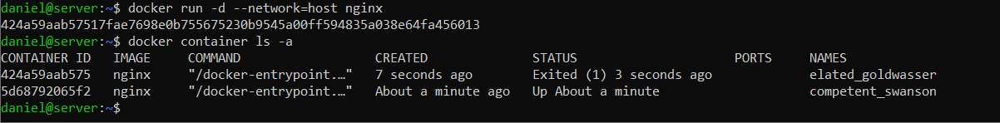 daniel@server:~$ docker run -d --network=host nginx
424a59aab57517fae7698e0b755675230b9545a00ff594835a038e64fa456013
daniel@server:~$ docker container ls -a
CONTAINER ID   IMAGE     COMMAND                  CREATED              STATUS                     PORTS     NAMES
424a59aab575   nginx     "/docker-entrypoint.…"   7 seconds ago        Exited (1) 3 seconds ago             elated_goldwasser
5d68792065f2   nginx     "/docker-entrypoint.…"   About a minute ago   Up About a minute                    competent_swanson
daniel@server:~$